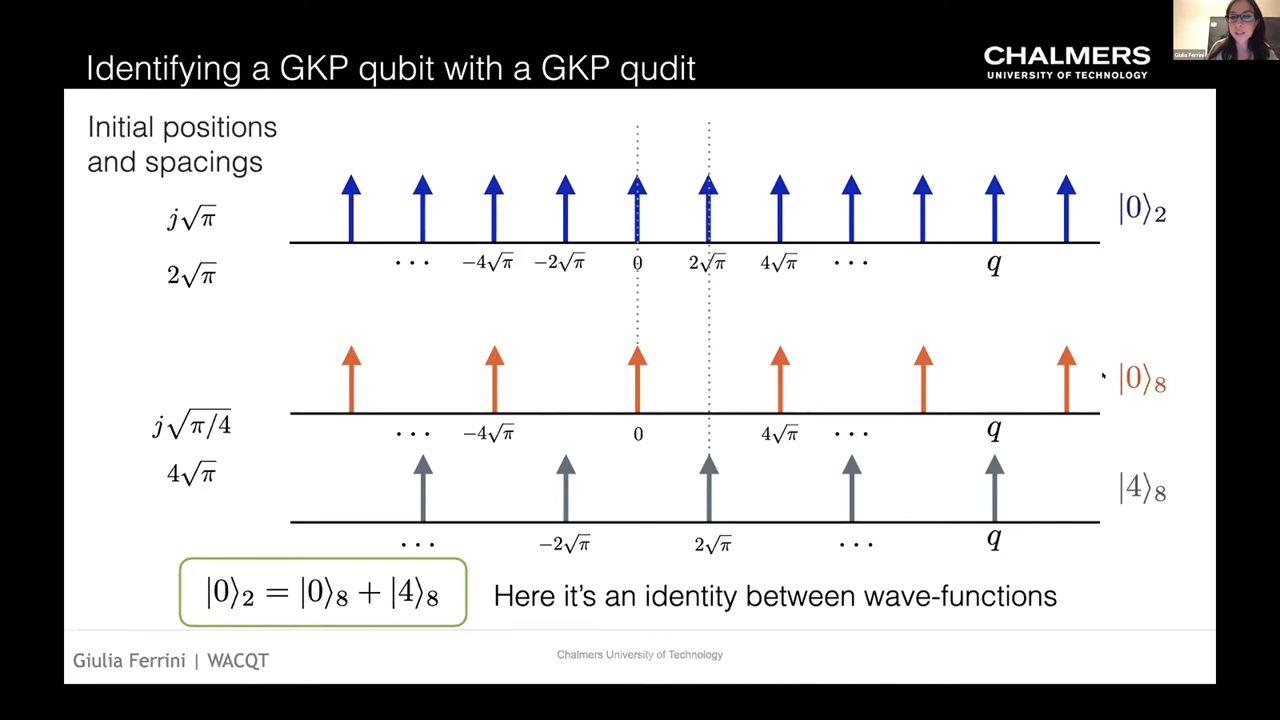 Identifying a GKP qubit with a GKP qudit
CHALMERS
UNIVERSITY OF TECHNOLOGY
Giulia Ferrini
Initial positions
and spacings
j√π
2√π
|0⟩₂
··· −4√π −2√π 0 2√π 4√π ··· q
|0⟩₈
j√π/4
4√π
··· −4√π 0 4√π ··· q
|4⟩₈
··· −2√π 2√π ··· q
|0⟩₂ = |0⟩₈ + |4⟩₈
Here it's an identity between wave-functions
Giulia Ferrini | WACQT
Chalmers University of Technology